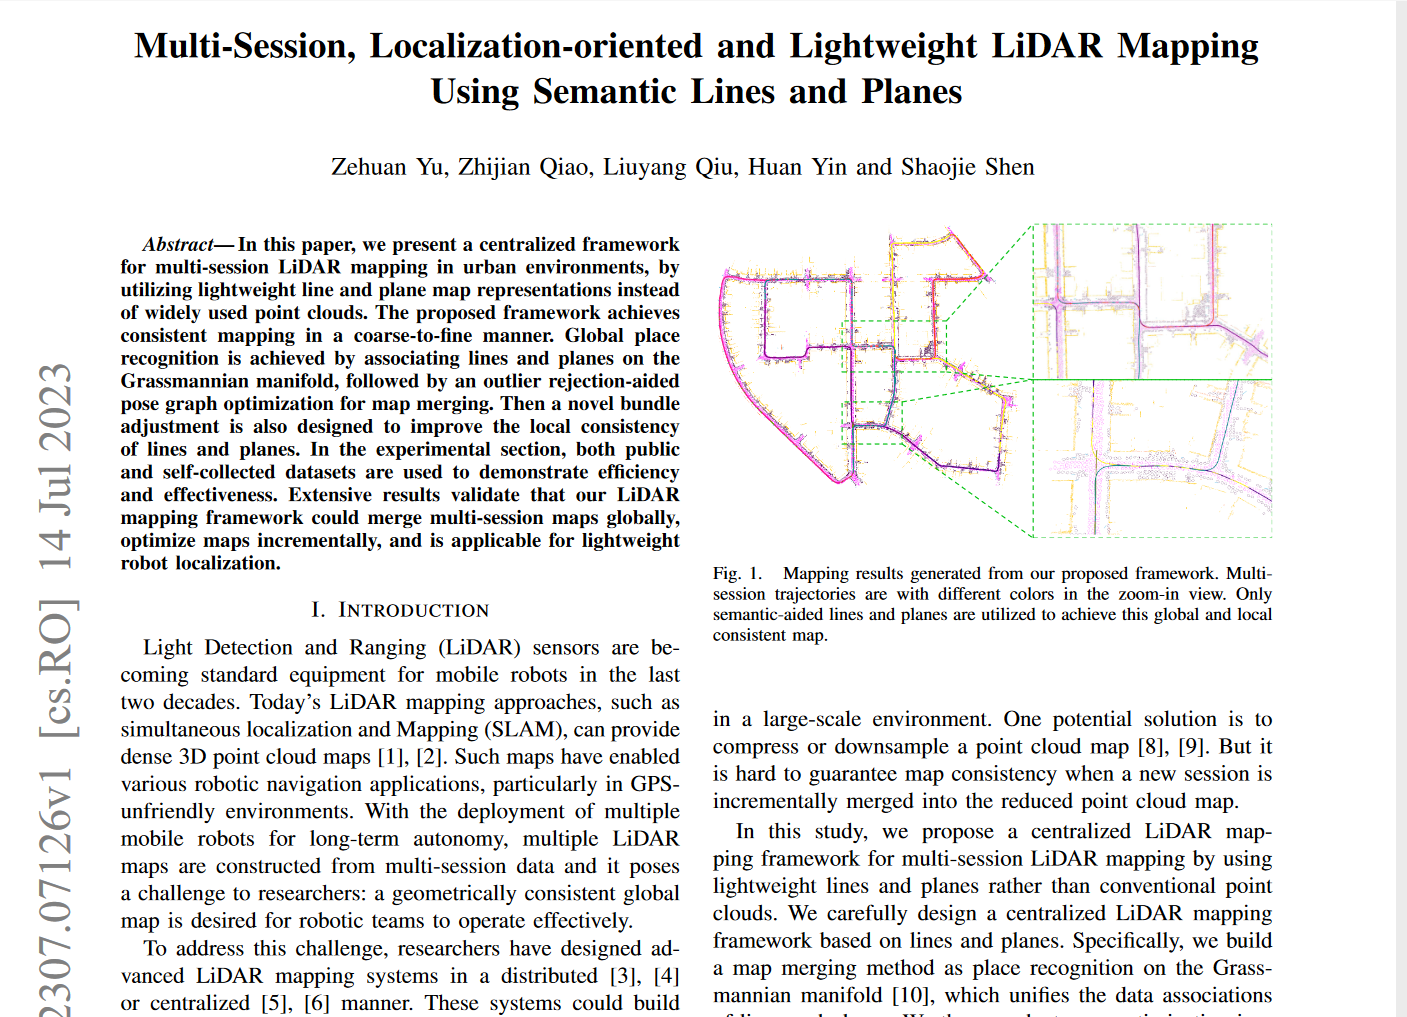 Multi-Session, Localization-oriented and Lightweight LiDAR Mapping
Using Semantic Lines and Planes
Zehuan Yu, Zhijian Qiao, Liuyang Qiu, Huan Yin and Shaojie Shen
Abstract— In this paper, we present a centralized framework
for multi-session LiDAR mapping in urban environments, by
utilizing lightweight line and plane map representations instead
of widely used point clouds. The proposed framework achieves
consistent mapping in a coarse-to-fine manner. Global place
recognition is achieved by associating lines and planes on the
Grassmannian manifold, followed by an outlier rejection-aided
pose graph optimization for map merging. Then a novel bundle
adjustment is also designed to improve the local consistency
of lines and planes. In the experimental section, both public
and self-collected datasets are used to demonstrate efficiency
and effectiveness. Extensive results validate that our LiDAR
mapping framework could merge multi-session maps globally,
optimize maps incrementally, and is applicable for lightweight
robot localization.
I. INTRODUCTION
Light Detection and Ranging (LiDAR) sensors are be-
coming standard equipment for mobile robots in the last
two decades. Today's LiDAR mapping approaches, such as
simultaneous localization and Mapping (SLAM), can provide
dense 3D point cloud maps [1], [2]. Such maps have enabled
various robotic navigation applications, particularly in GPS-
unfriendly environments. With the deployment of multiple
mobile robots for long-term autonomy, multiple LiDAR
maps are constructed from multi-session data and it poses
a challenge to researchers: a geometrically consistent global
map is desired for robotic teams to operate effectively.
To address this challenge, researchers have designed ad-
vanced LiDAR mapping systems in a distributed [3], [4]
or centralized [5], [6] manner. These systems could build
Fig. 1. Mapping results generated from our proposed framework. Multi-
session trajectories are with different colors in the zoom-in view. Only
semantic-aided lines and planes are utilized to achieve this global and local
consistent map.
in a large-scale environment. One potential solution is to
compress or downsample a point cloud map [8], [9]. But it
is hard to guarantee map consistency when a new session is
incrementally merged into the reduced point cloud map.
In this study, we propose a centralized LiDAR map-
ping framework for multi-session LiDAR mapping by using
lightweight lines and planes rather than conventional point
clouds. We carefully design a centralized LiDAR mapping
framework based on lines and planes. Specifically, we build
a map merging method as place recognition on the Grass-
mannian manifold [10], which unifies the data associations
2307.07126v1 [cs.RO] 14 Jul 2023